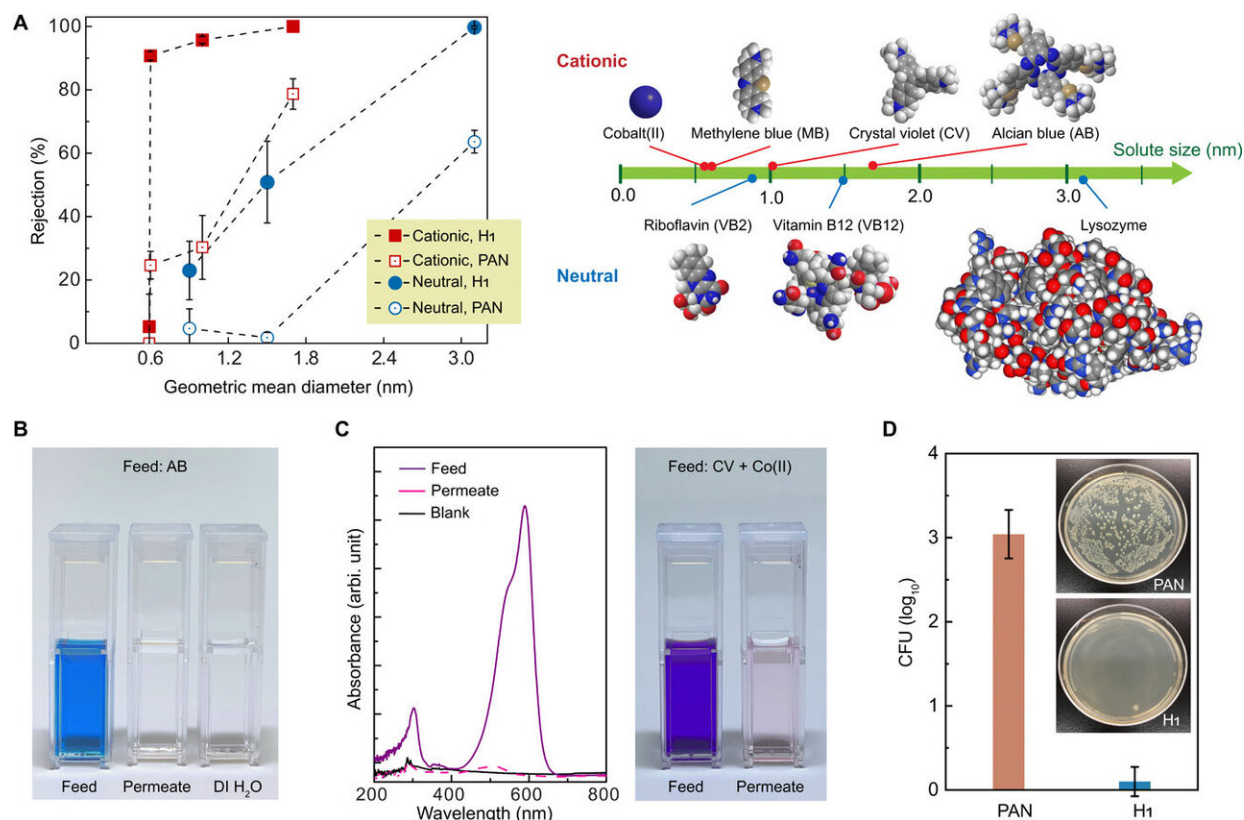 A
100
80
60
40
20
0
Rejection (%)
0.6 1.2 1.8 2.4 3.0
Geometric mean diameter (nm)
Cationic, H1
Cationic, PAN
Neutral, H1
Neutral, PAN
Cationic
Cobalt(II) Methylene blue (MB) Crystal violet (CV) Alcian blue (AB)
Solute size (nm)
0.0 1.0 2.0 3.0
Riboflavin (VB2) Vitamin B12 (VB12) Lysozyme
Neutral
B
Feed: AB
Feed Permeate DI H₂O
C
Feed
Permeate
Blank
Absorbance (arbi. unit)
200 400 600 800
Wavelength (nm)
Feed: CV + Co(II)
Feed Permeate
D
4
3
2
1
0
CFU (log₁₀)
PAN
H1
PAN H1